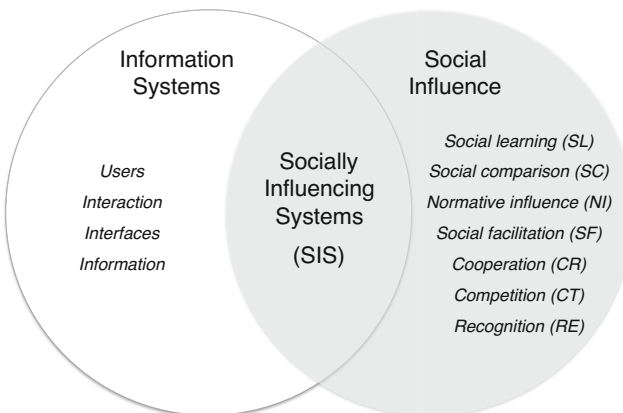 Information
Systems
Users
Interaction
Interfaces
Information
Socially
Influencing
Systems
(SIS)
Social
Influence
Social learning (SL)
Social comparison (SC)
Normative influence (NI)
Social facilitation (SF)
Cooperation (CR)
Competition (CT)
Recognition (RE)